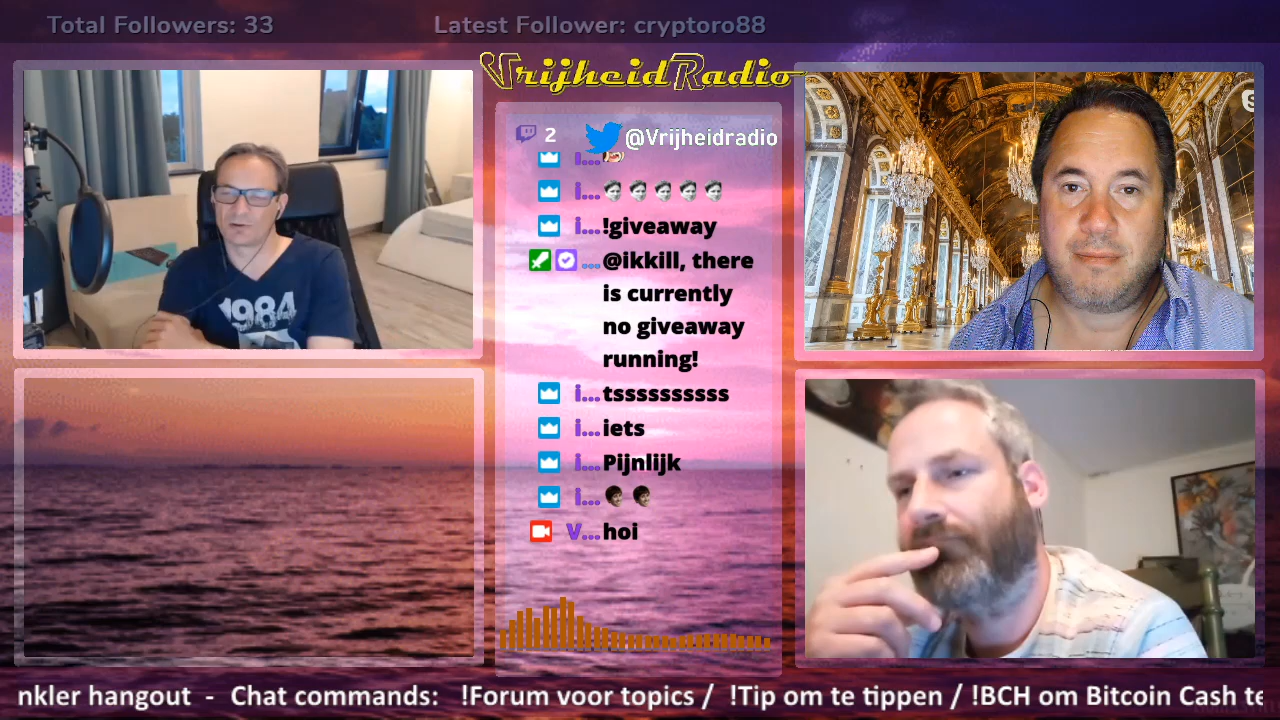 Total Followers: 33
Latest Follower: cryptoro88
VrijheidRadio
2
@Vrijheidradio
i...
i...
i...!giveaway
...@ikkill, there
is currently
no giveaway
running!
i...tssssssssss
i...iets
i...Pijnlijk
i...
V...hoi
1984
nkler hangout - Chat commands: !Forum voor topics / !Tip om te tippen / !BCH om Bitcoin Cash te